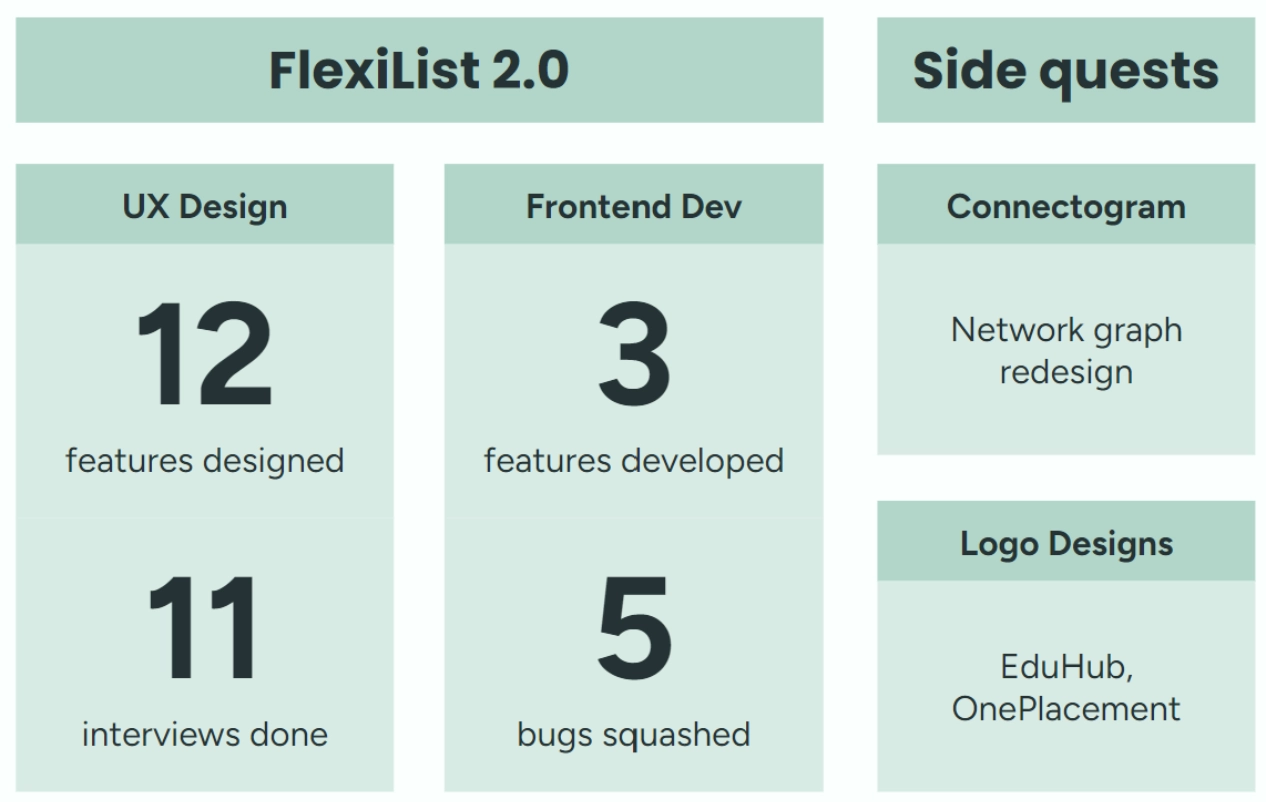 FlexiList 2.0
UX Design
12
features designed
11
interviews done
Frontend Dev
3
features developed
5
bugs squashed
Side quests
Connectogram
Network graph
redesign
Logo Designs
EduHub,
OnePlacement